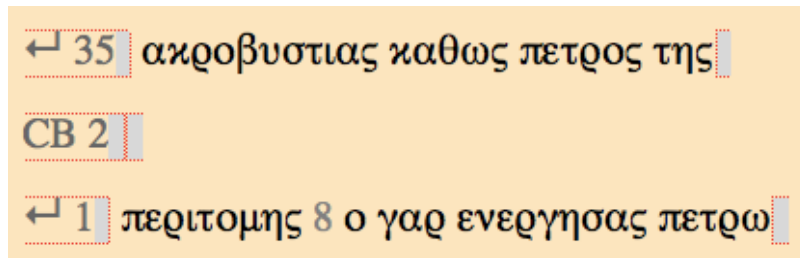 ↵ 35 ακροβυστιας καθως πετρος της
CB 2
↵ 1 περιτομης 8 ο γαρ ενεργησας πετρω